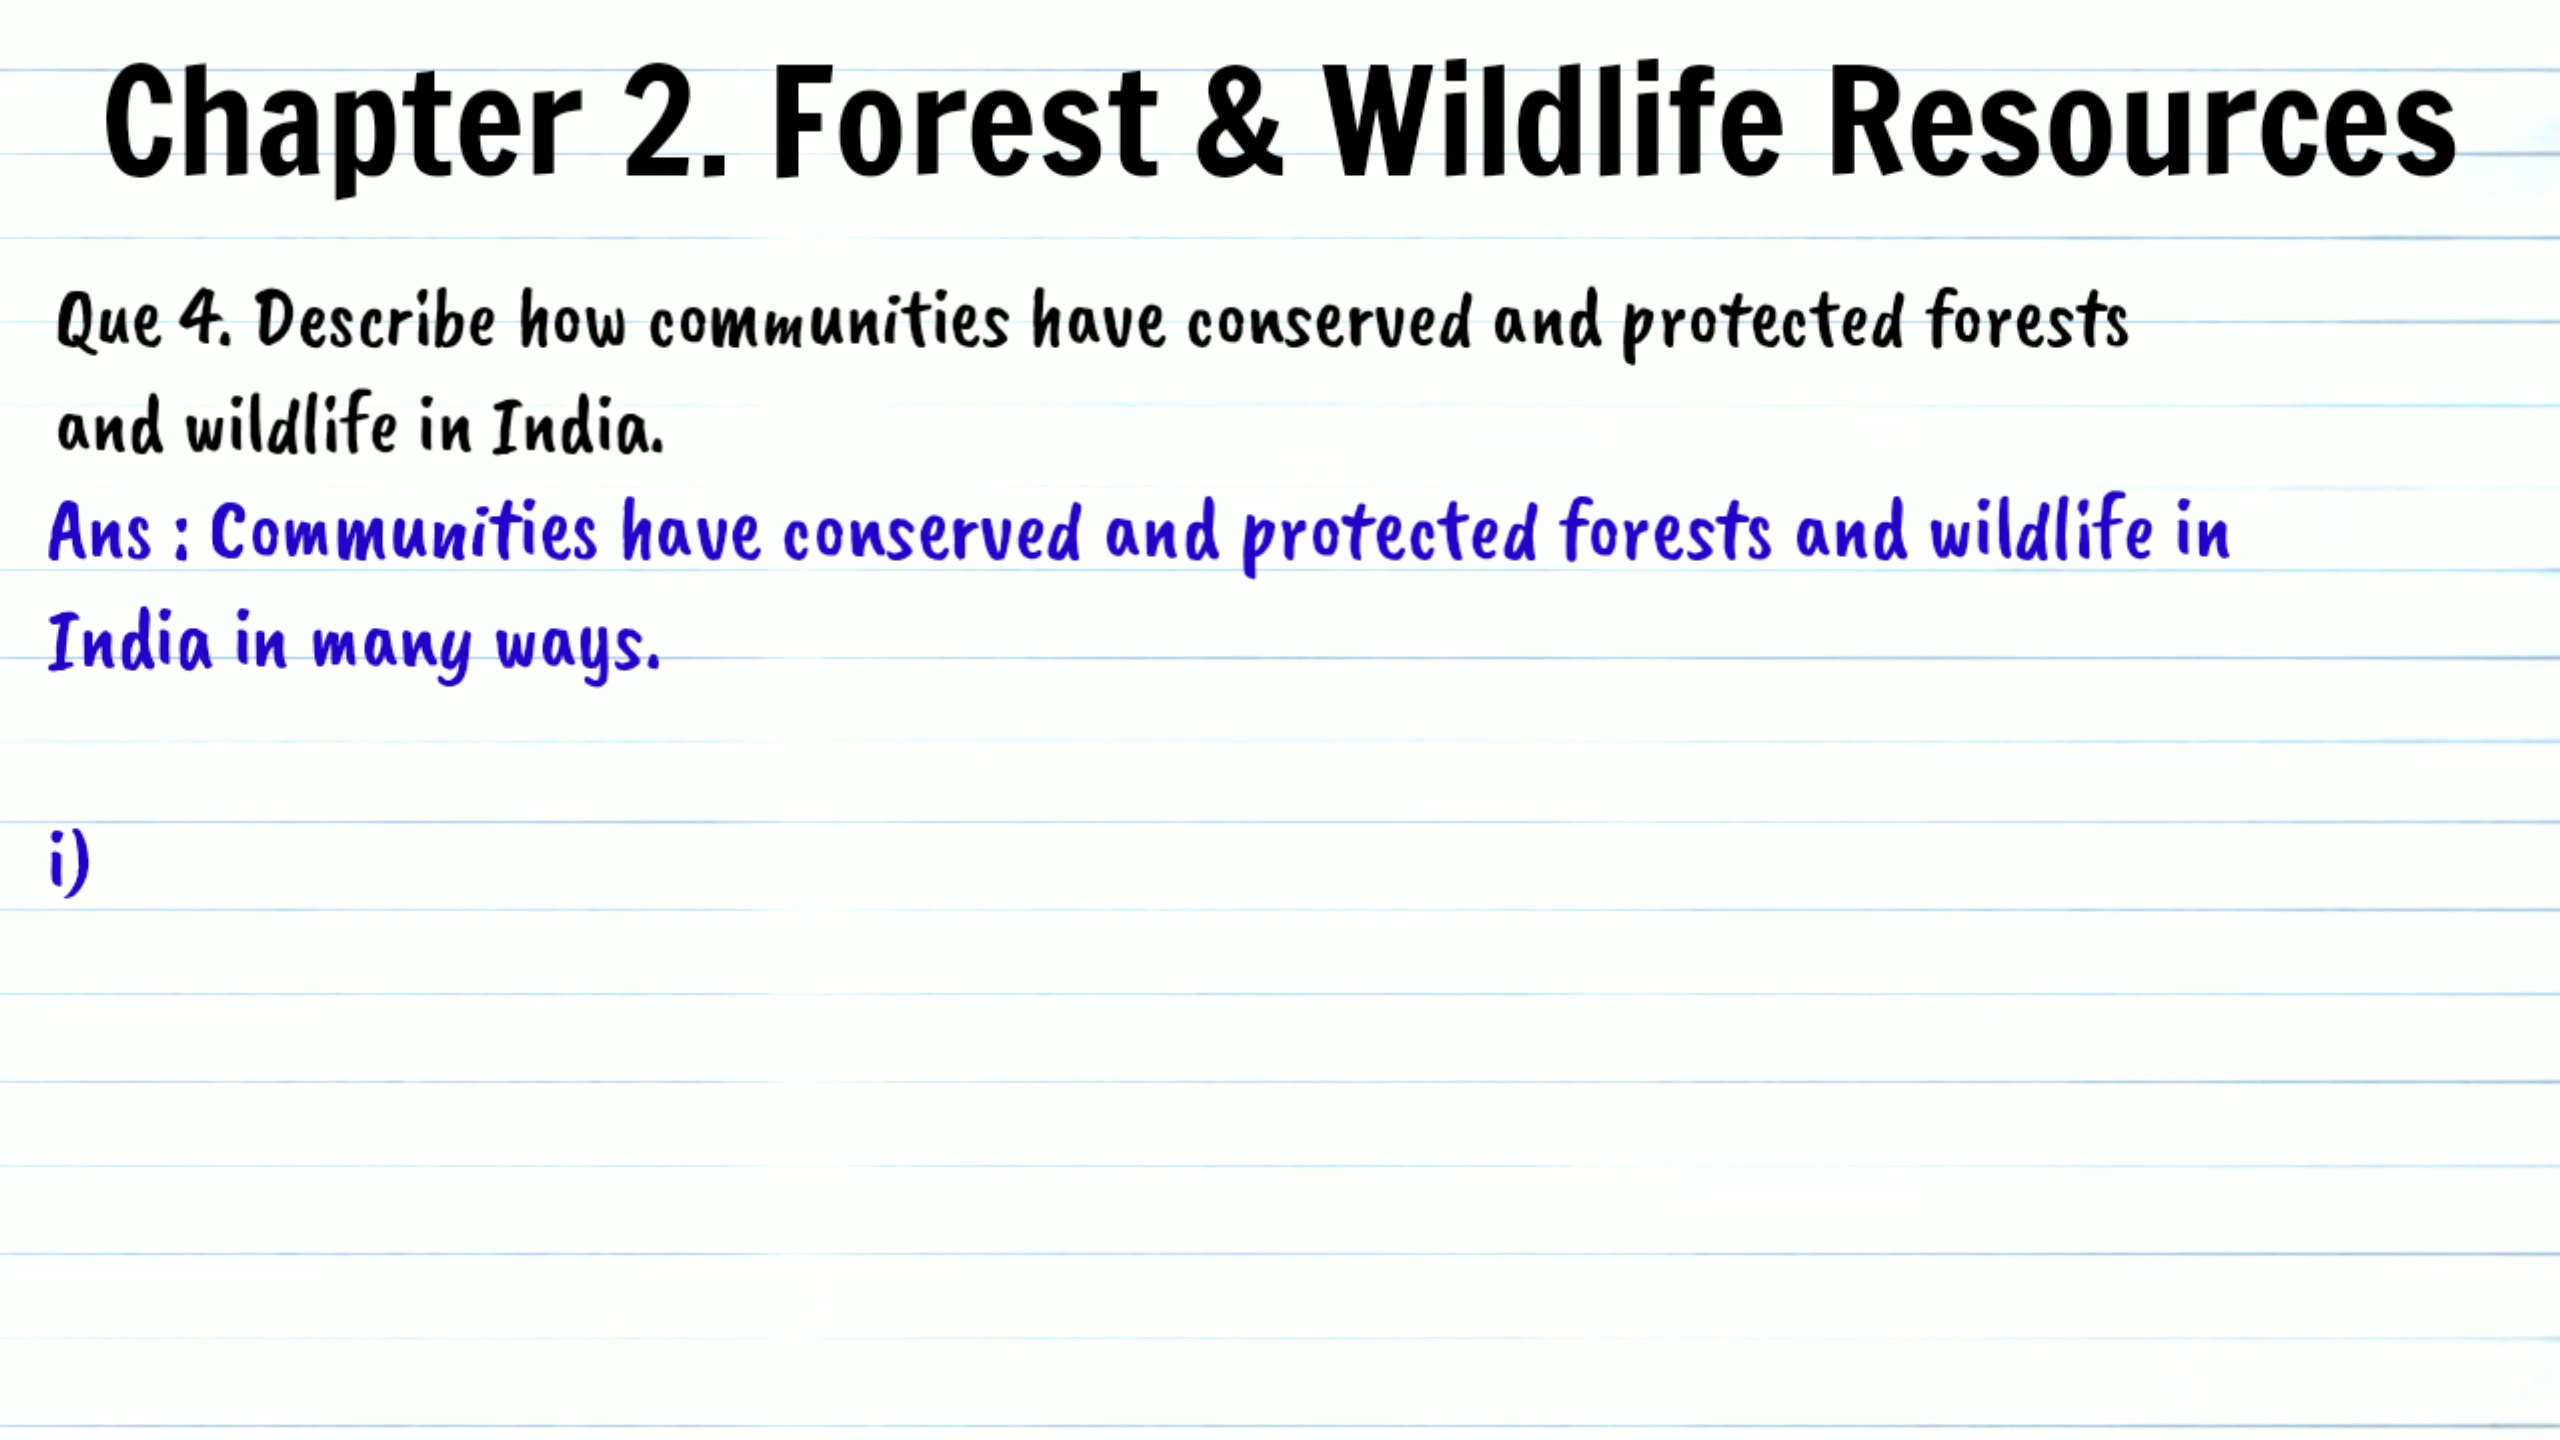 Chapter 2. Forest & Wildlife Resources
Que 4. Describe how communities have conserved and protected forests
and wildlife in India.
Ans : Communities have conserved and protected forests and wildlife in
India in many ways.
i)